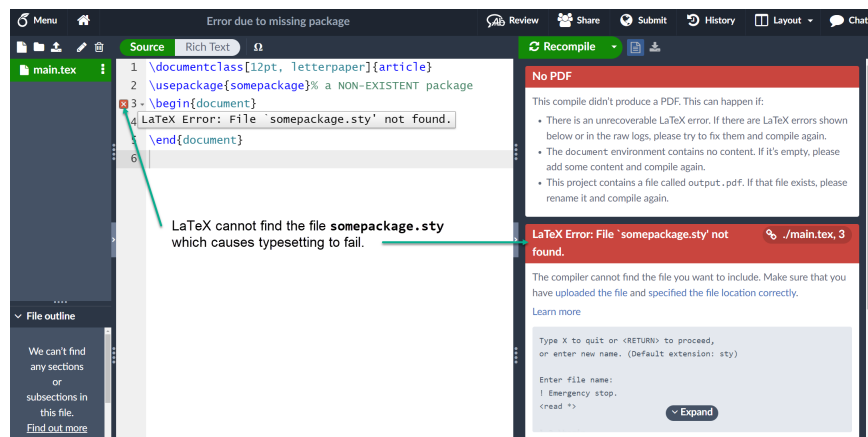 Menu
Error due to missing package
Review
Share
Submit
History
Layout
Chat
Source
Rich Text
Ω
Recompile
main.tex
1 \documentclass[12pt, letterpaper]{article}
2 \usepackage{somepackage}% a NON-EXISTENT package
3 \begin{document}
4
LaTeX Error: File `somepackage.sty' not found.
5 \end{document}
6
LaTeX cannot find the file somepackage.sty
which causes typesetting to fail.
File outline
We can't find
any sections
or
subsections in
this file.
Find out more
No PDF
This compile didn't produce a PDF. This can happen if:
• There is an unrecoverable LaTeX error. If there are LaTeX errors shown
below or in the raw logs, please try to fix them and compile again.
• The document environment contains no content. If it's empty, please
add some content and compile again.
• This project contains a file called output.pdf. If that file exists, please
rename it and compile again.
LaTeX Error: File `somepackage.sty' not
found.
./main.tex, 3
The compiler cannot find the file you want to include. Make sure that you
have uploaded the file and specified the file location correctly.
Learn more
Type X to quit or <RETURN> to proceed,
or enter new name. (Default extension: sty)
Enter file name:
! Emergency stop.
<read *>
Expand